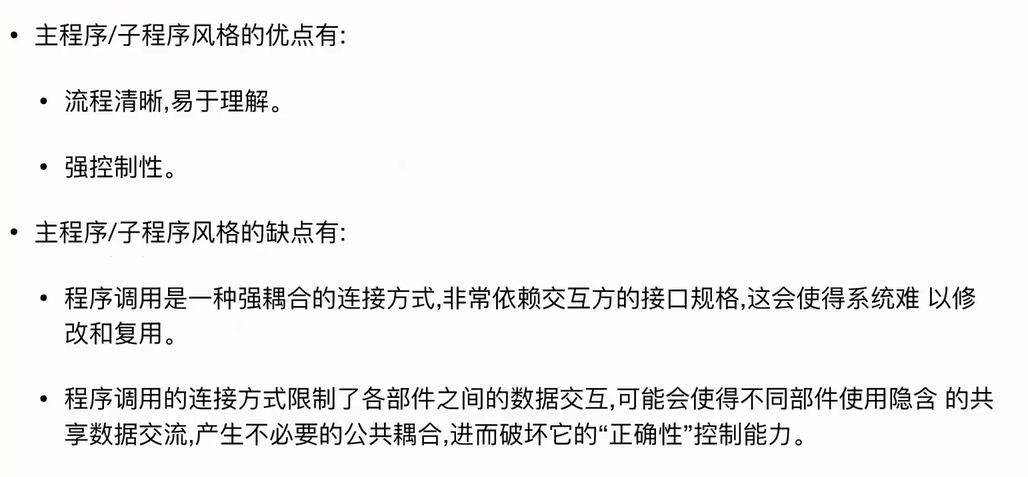 • 主程序/子程序风格的优点有:
• 流程清晰,易于理解。
• 强控制性。
• 主程序/子程序风格的缺点有:
• 程序调用是一种强耦合的连接方式,非常依赖交互方的接口规格,这会使得系统难 以修
改和复用。
• 程序调用的连接方式限制了各部件之间的数据交互,可能会使得不同部件使用隐含 的共
享数据交流,产生不必要的公共耦合,进而破坏它的“正确性”控制能力。